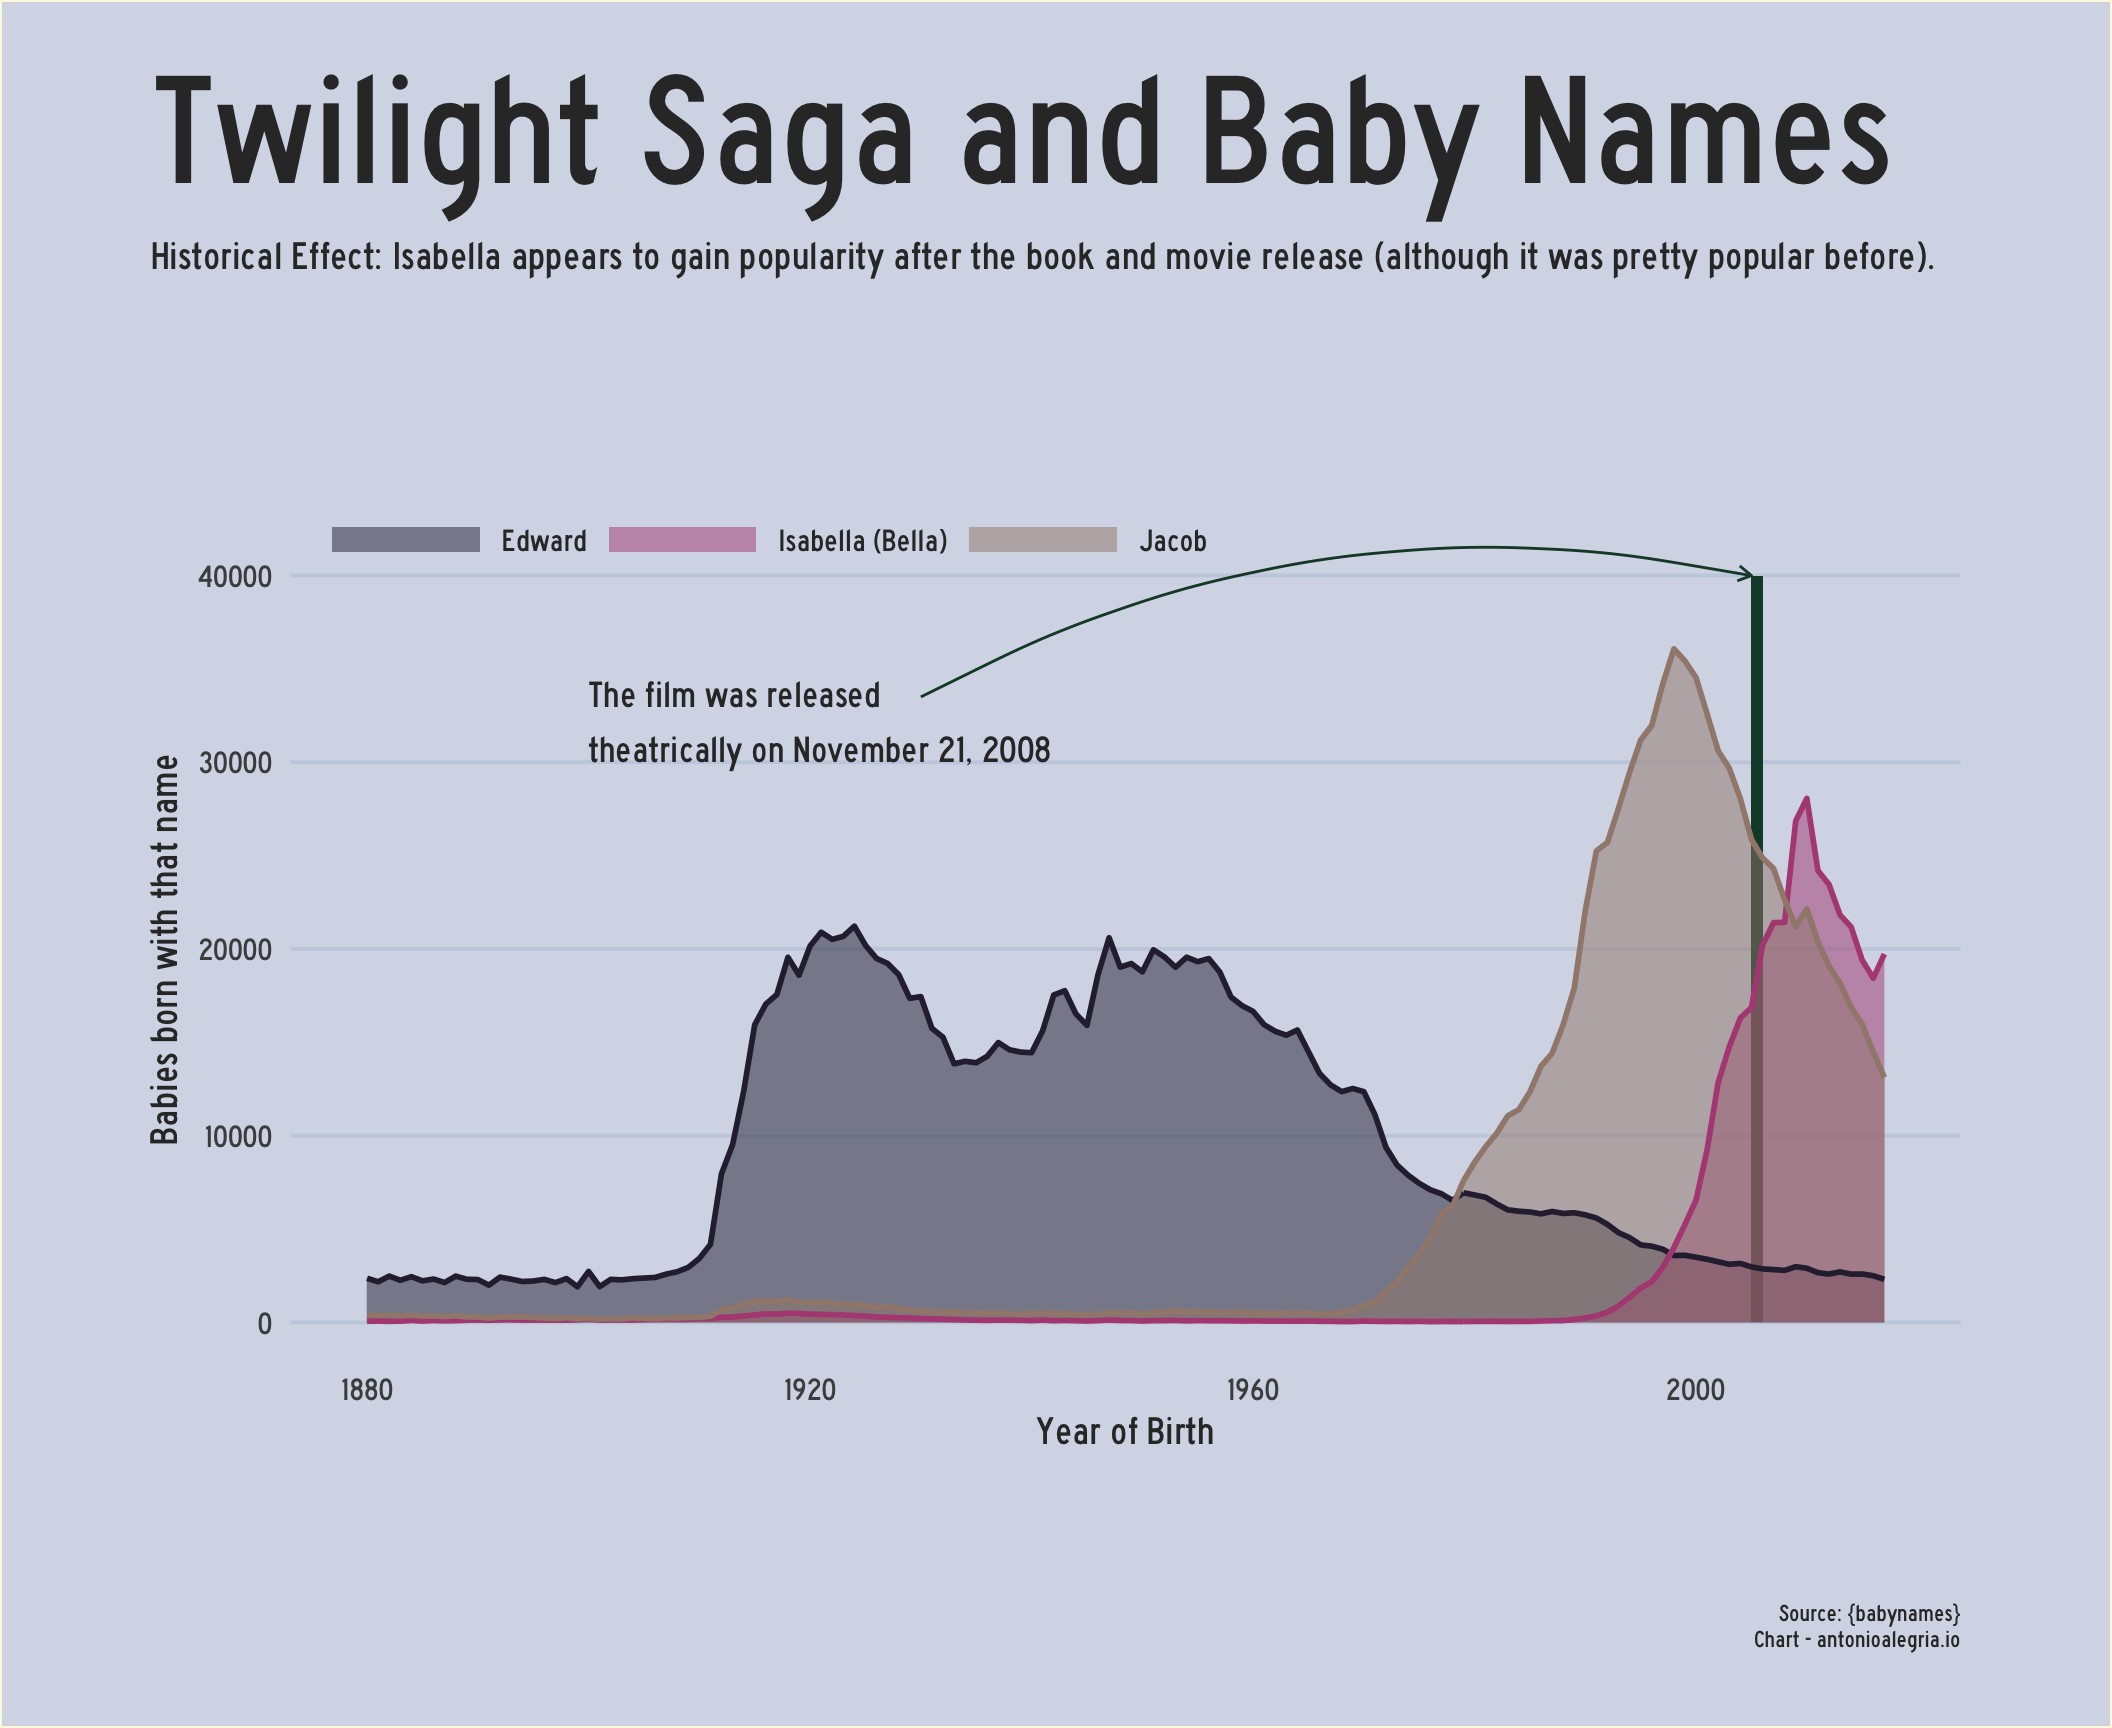 Twilight Saga and Baby Names
Historical Effect: Isabella appears to gain popularity after the book and movie release (although it was pretty popular before).
Edward
Isabella (Bella)
Jacob
40000
The film was released
theatrically on November 21, 2008
30000
Babies born with that name
20000
10000
0
1880
1920
1960
2000
Year of Birth
Source: {babynames}
Chart - antonioalegria.io